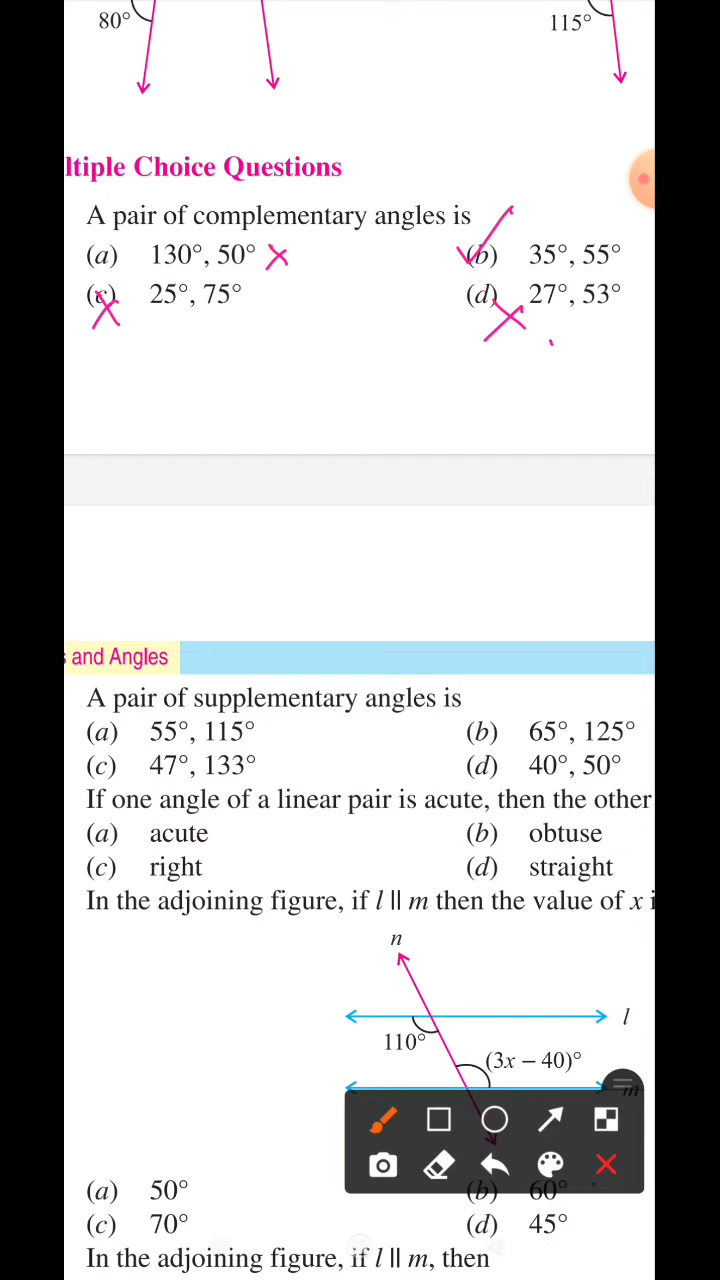 80° 115°
ltiple Choice Questions
A pair of complementary angles is
(a) 130°, 50° (b) 35°, 55°
(c) 25°, 75° (d) 27°, 53°
s and Angles
A pair of supplementary angles is
(a) 55°, 115° (b) 65°, 125°
(c) 47°, 133° (d) 40°, 50°
If one angle of a linear pair is acute, then the other
(a) acute (b) obtuse
(c) right (d) straight
In the adjoining figure, if l || m then the value of x i
n
l
110°
(3x – 40)°
m
(a) 50° (b) 60°
(c) 70° (d) 45°
In the adjoining figure, if l || m, then